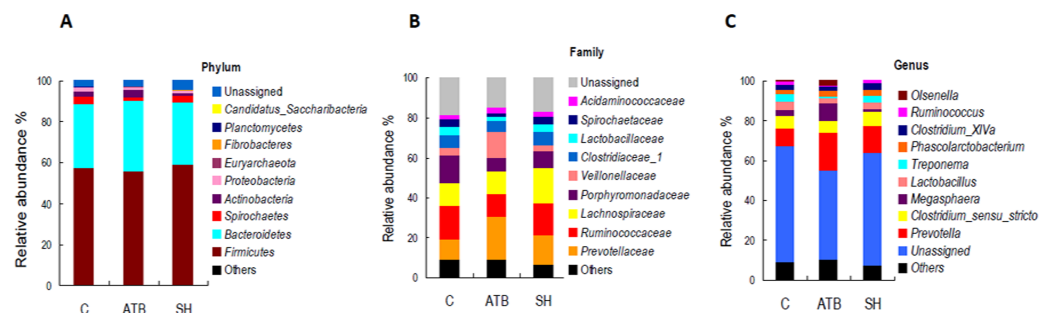 A
Phylum
Relative abundance %
100
80
60
40
20
0
C ATB SH
Unassigned
Candidatus_Saccharibacteria
Planctomycetes
Fibrobacteres
Euryarchaeota
Proteobacteria
Actinobacteria
Spirochaetes
Bacteroidetes
Firmicutes
Others
B
Family
Relative abundance %
100
80
60
40
20
0
C ATB SH
Unassigned
Acidaminococcaceae
Spirochaetaceae
Lactobacillaceae
Clostridiaceae_1
Veillonellaceae
Porphyromonadaceae
Lachnospiraceae
Ruminococcaceae
Prevotellaceae
Others
C
Genus
Relative abundance %
100
80
60
40
20
0
C ATB SH
Olsenella
Ruminococcus
Clostridium_XIVa
Phascolarctobacterium
Treponema
Lactobacillus
Megasphaera
Clostridium_sensu_stricto
Prevotella
Unassigned
Others